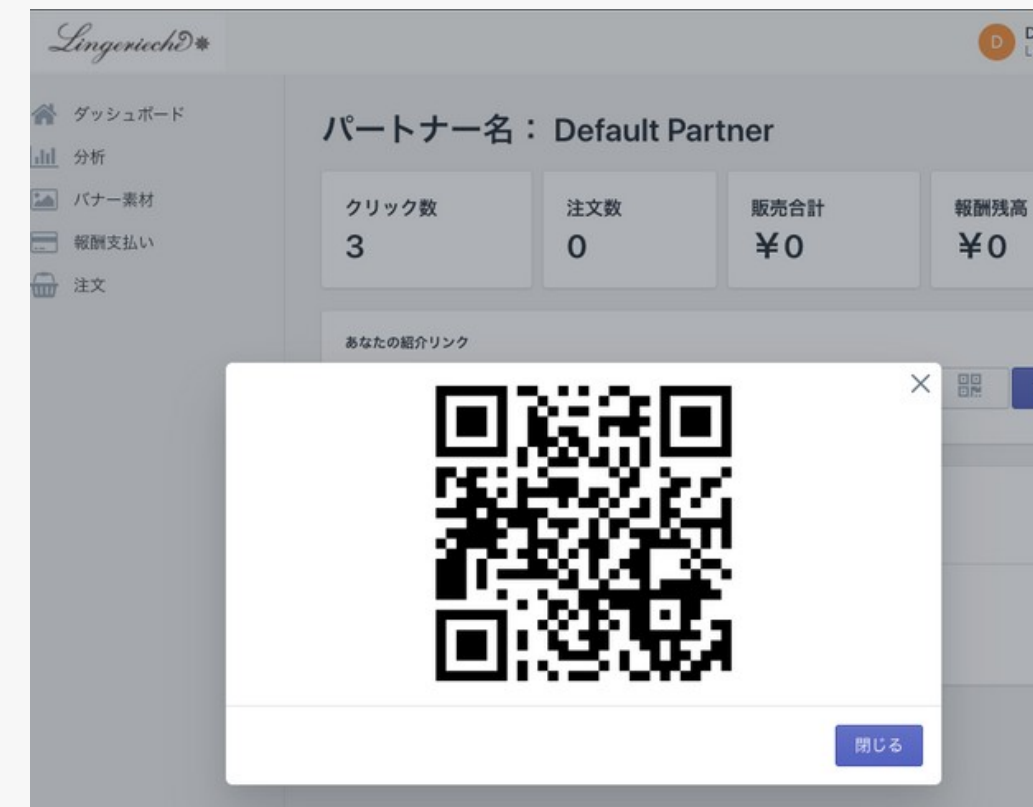 Lingerieche
D
D
L
ダッシュボード
分析
バナー素材
報酬支払い
注文
パートナー名： Default Partner
クリック数
3
注文数
0
販売合計
¥0
報酬残高
¥0
あなたの紹介リンク
閉じる